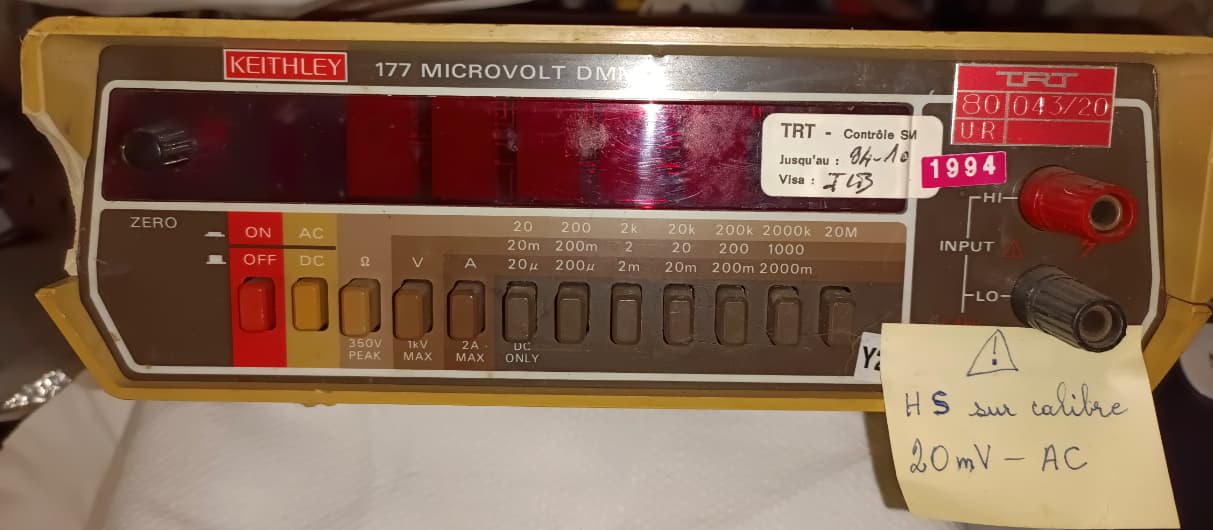 KEITHLEY
177 MICROVOLT DMM
TRT
80 043/20
UR
TRT - Contrôle SM
Jusqu'au : 94-10
Visa :
1994
ZERO
ON AC
OFF DC Ω V A
20 200 2k 20k 200k 2000k 20M
20m 200m 2 20 200 1000
20μ 200μ 2m 20m 200m 2000m
350V PEAK
1kV MAX
2A MAX
DC ONLY
HI
INPUT
LO
HS sur calibre
20mV - AC